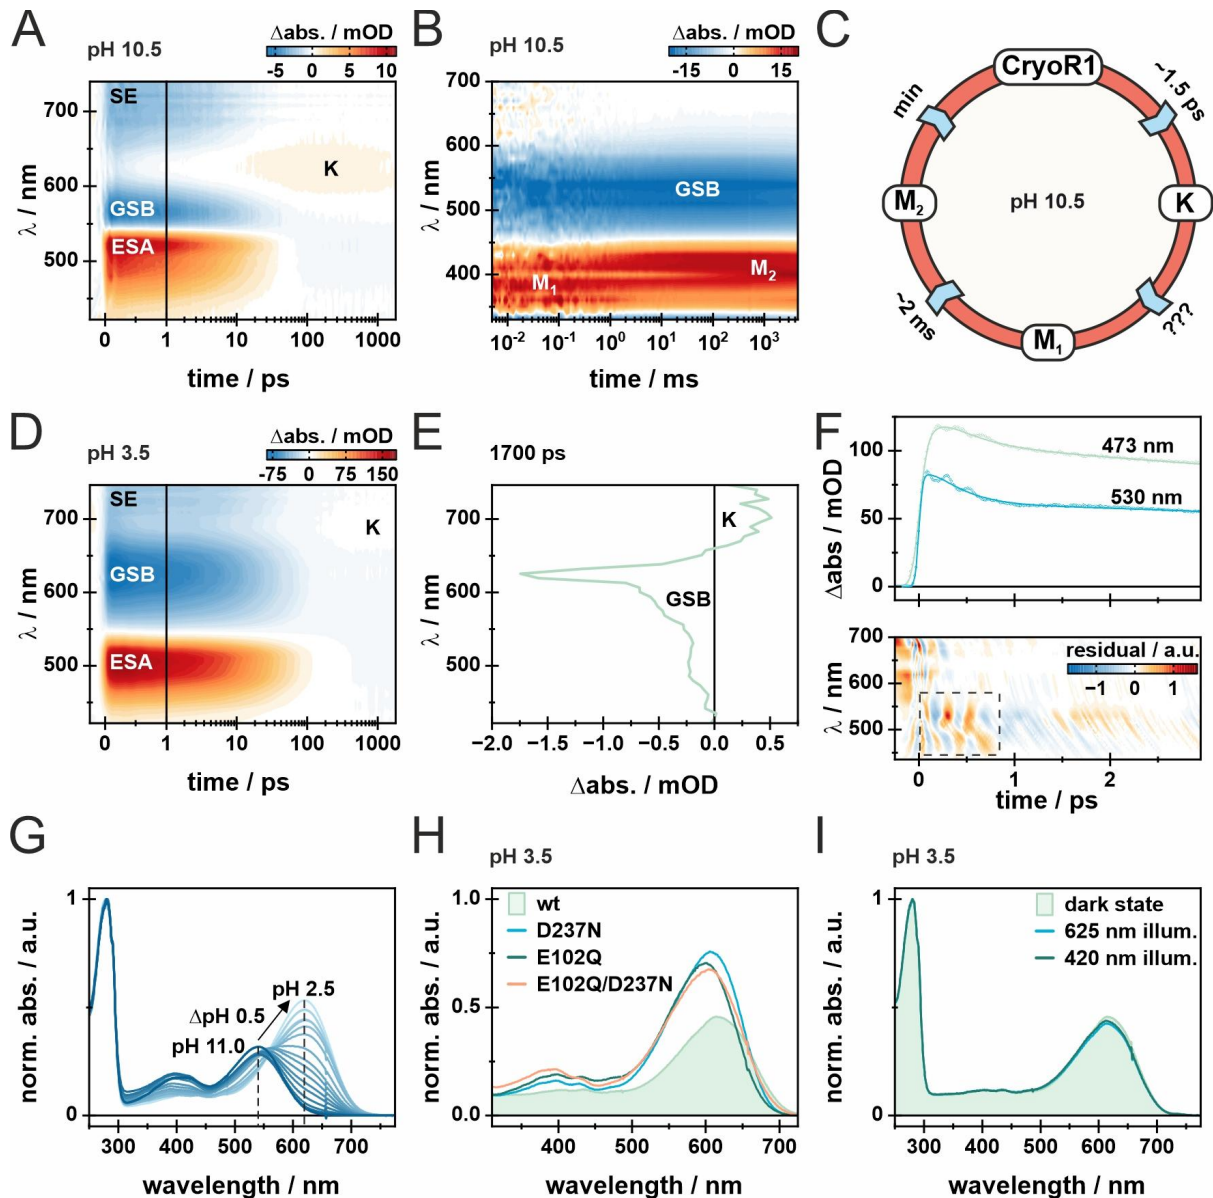 A
pH 10.5
Δabs. / mOD
-5 0 5 10
SE
K
GSB
ESA
700
600
500
λ / nm
0 1 10 100 1000
time / ps
B
pH 10.5
Δabs. / mOD
-15 0 15
GSB
M1
M2
700
600
500
400
λ / nm
10-2 10-1 100 101 102 103
time / ms
C
CryoR1
~1.5 ps
K
???
M1
~2 ms
M2
min
pH 10.5
D
pH 3.5
Δabs. / mOD
-75 0 75 150
SE
K
GSB
ESA
700
600
500
λ / nm
0 1 10 100 1000
time / ps
E
1700 ps
K
GSB
700
600
500
λ / nm
−2.0 −1.5 −1.0 −0.5 0.0 0.5
Δabs. / mOD
F
473 nm
530 nm
100
50
0
Δabs / mOD
residual / a.u.
−1 0 1
700
600
500
λ / nm
0 1 2
time / ps
G
pH 2.5
ΔpH 0.5
pH 11.0
1
0
norm. abs. / a.u.
300 400 500 600 700
wavelength / nm
H
pH 3.5
wt
D237N
E102Q
E102Q/D237N
1.0
0.5
0.0
norm. abs. / a.u.
400 500 600 700
wavelength / nm
I
pH 3.5
dark state
625 nm illum.
420 nm illum.
1
0
norm. abs. / a.u.
300 400 500 600 700
wavelength / nm